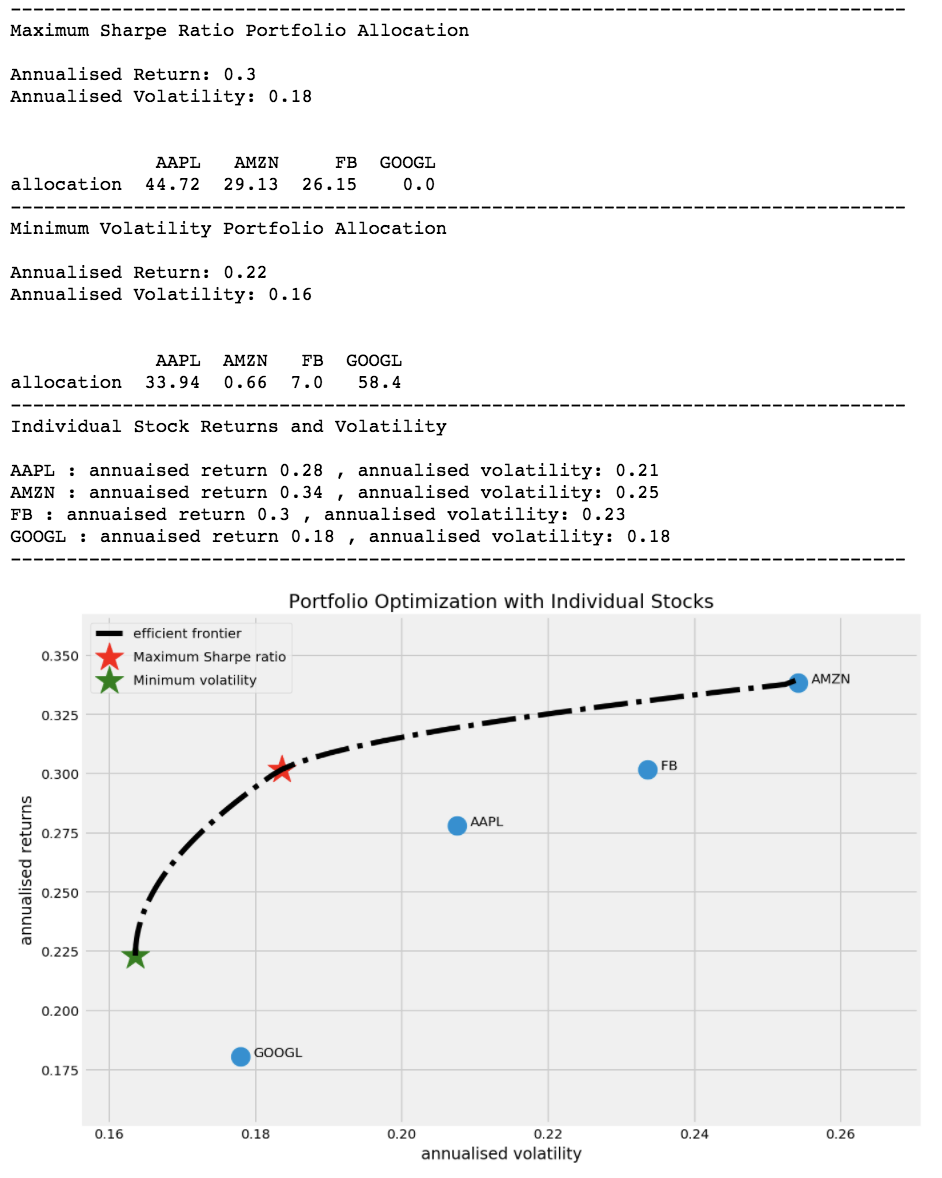 --------------------------------------------------------------------------------
Maximum Sharpe Ratio Portfolio Allocation
Annualised Return: 0.3
Annualised Volatility: 0.18
AAPL AMZN FB GOOGL
allocation 44.72 29.13 26.15 0.0
--------------------------------------------------------------------------------
Minimum Volatility Portfolio Allocation
Annualised Return: 0.22
Annualised Volatility: 0.16
AAPL AMZN FB GOOGL
allocation 33.94 0.66 7.0 58.4
--------------------------------------------------------------------------------
Individual Stock Returns and Volatility
AAPL : annuaised return 0.28 , annualised volatility: 0.21
AMZN : annuaised return 0.34 , annualised volatility: 0.25
FB : annuaised return 0.3 , annualised volatility: 0.23
GOOGL : annuaised return 0.18 , annualised volatility: 0.18
--------------------------------------------------------------------------------
Portfolio Optimization with Individual Stocks
efficient frontier
Maximum Sharpe ratio
Minimum volatility
0.350
0.325
0.300
0.275
0.250
0.225
0.200
0.175
annualised returns
AMZN
FB
AAPL
GOOGL
0.16 0.18 0.20 0.22 0.24 0.26
annualised volatility